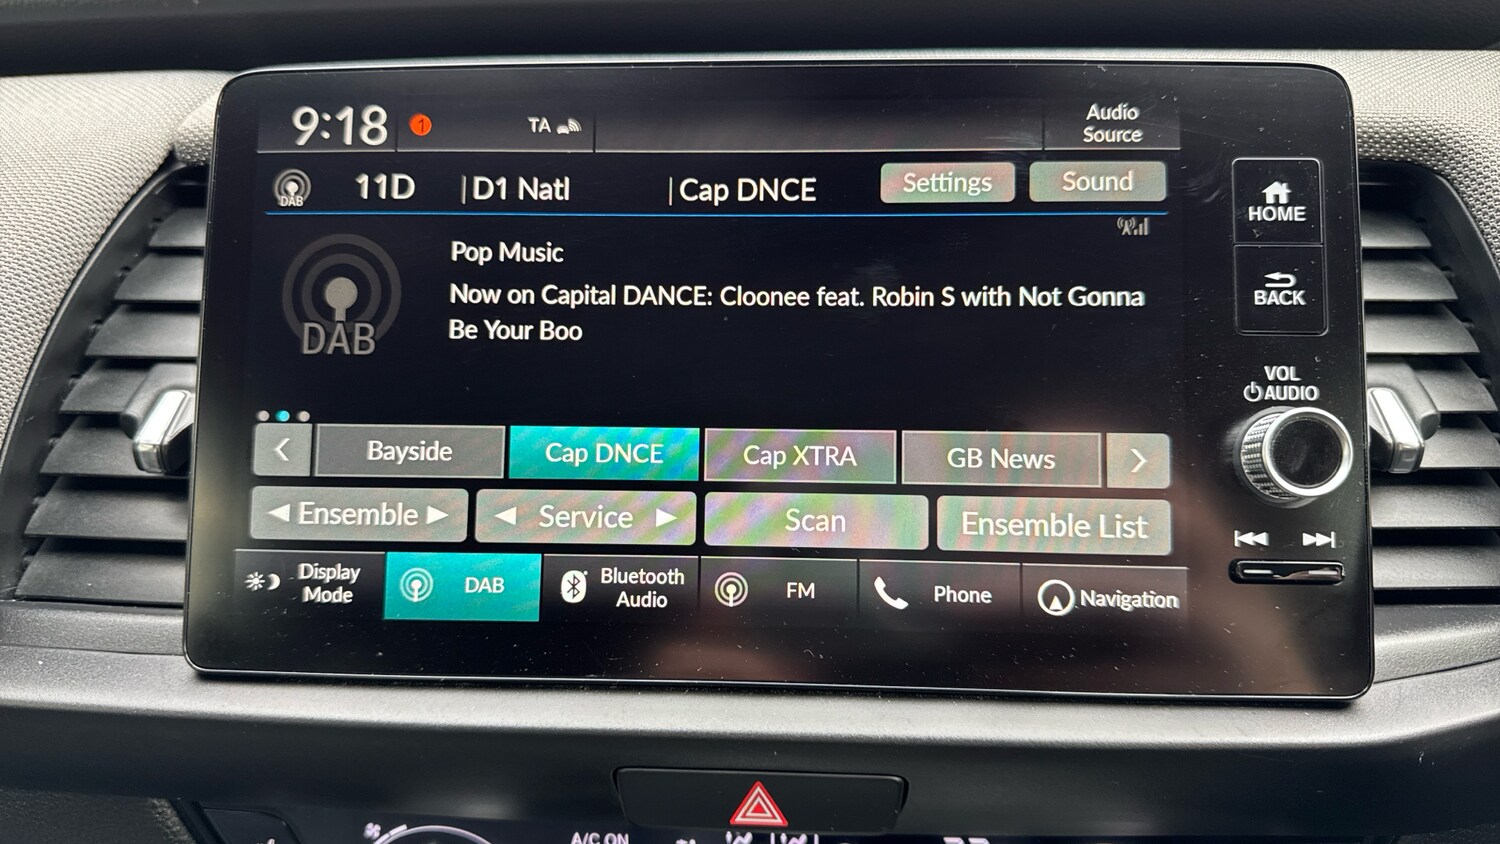 9:18
1
TA
Audio
Source
DAB
11D
|D1 Natl
|Cap DNCE
Settings
Sound
Pop Music
Now on Capital DANCE: Cloonee feat. Robin S with Not Gonna
Be Your Boo
DAB
Bayside
Cap DNCE
Cap XTRA
GB News
Ensemble
Service
Scan
Ensemble List
Display
Mode
DAB
Bluetooth
Audio
FM
Phone
Navigation
HOME
BACK
VOL
AUDIO
A/C ON